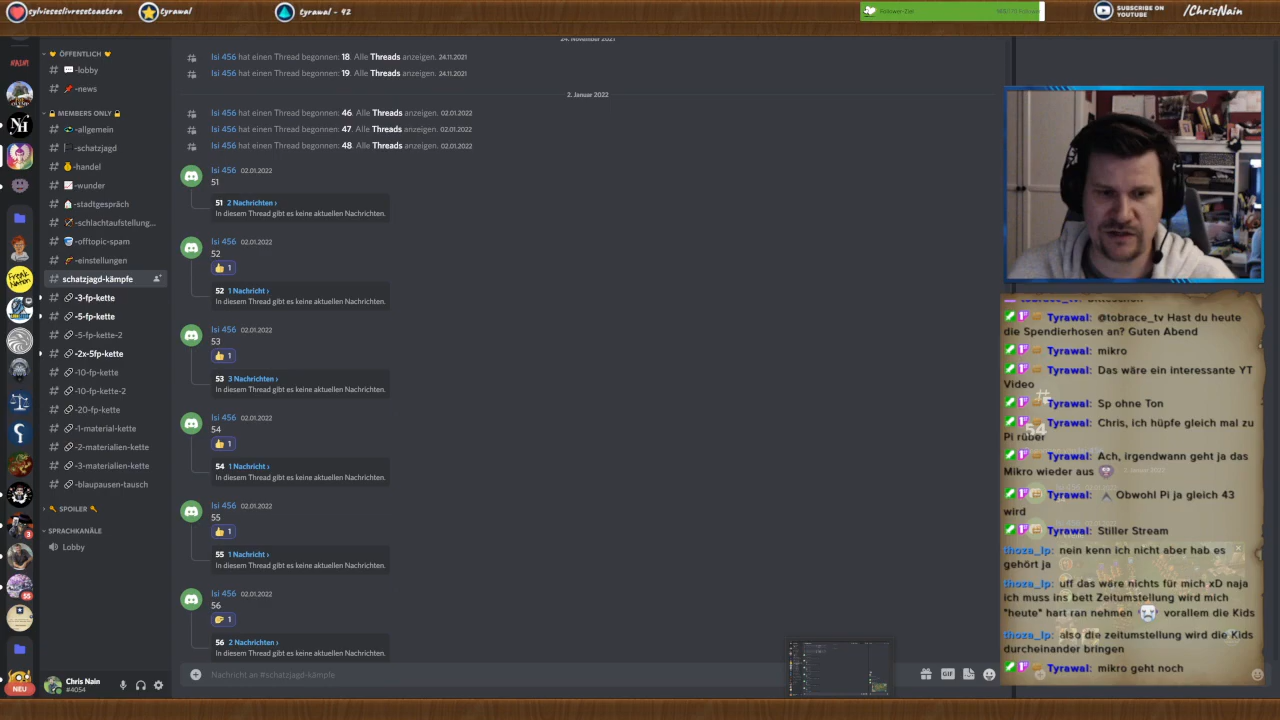 sylvieseslivresetcaetera
tyrawal
tyrawal - 92
Follower-Ziel
SUBSCRIBE ON
YOUTUBE
/ChrisNain
24. November 2021
Isi 456 hat einen Thread begonnen: 18. Alle Threads anzeigen. 24.11.2021
Isi 456 hat einen Thread begonnen: 19. Alle Threads anzeigen. 24.11.2021
2. Januar 2022
Isi 456 hat einen Thread begonnen: 46. Alle Threads anzeigen. 02.01.2022
Isi 456 hat einen Thread begonnen: 47. Alle Threads anzeigen. 02.01.2022
Isi 456 hat einen Thread begonnen: 48. Alle Threads anzeigen. 02.01.2022
Isi 456 02.01.2022
51
51 2 Nachrichten ›
In diesem Thread gibt es keine aktuellen Nachrichten.
Isi 456 02.01.2022
52
1
52 1 Nachricht ›
In diesem Thread gibt es keine aktuellen Nachrichten.
Isi 456 02.01.2022
53
1
53 3 Nachrichten ›
In diesem Thread gibt es keine aktuellen Nachrichten.
Isi 456 02.01.2022
54
1
54 1 Nachricht ›
In diesem Thread gibt es keine aktuellen Nachrichten.
Isi 456 02.01.2022
55
1
55 1 Nachricht ›
In diesem Thread gibt es keine aktuellen Nachrichten.
Isi 456 02.01.2022
56
1
56 2 Nachrichten ›
In diesem Thread gibt es keine aktuellen Nachrichten.
Nachricht an #schatzjagd-kämpfe
GIF
NAIN!
NH
Freak Nation
3
55
NEU
ÖFFENTLICH
-lobby
-news
MEMBERS ONLY
-allgemein
-schatzjagd
-handel
-wunder
-stadtgespräch
-schlachtaufstellung...
-offtopic-spam
-einstellungen
schatzjagd-kämpfe
-3-fp-kette
-5-fp-kette
-5-fp-kette-2
-2x-5fp-kette
-10-fp-kette
-10-fp-kette-2
-20-fp-kette
-1-material-kette
-2-materialien-kette
-3-materialien-kette
-blaupausen-tausch
SPOILER
SPRACHKANÄLE
Lobby
Chris Nain
#4054
Tyrawal: @tobrace_tv Hast du heute
die Spendierhosen an? Guten Abend
Tyrawal: mikro
Tyrawal: Das wäre ein interessante YT
Video
Tyrawal: Sp ohne Ton
Tyrawal: Chris, ich hüpfe gleich mal zu
Pi rüber
Tyrawal: Ach, irgendwann geht ja das
Mikro wieder aus
Tyrawal: Obwohl Pi ja gleich 43
wird
Tyrawal: Stiller Stream
thoza_lp: nein kenn ich nicht aber hab es
gehört ja
thoza_lp: uff das wäre nichts für mich xD naja
ich muss ins bett Zeitumstellung wird mich
"heute" hart ran nehmen vorallem die Kids
thoza_lp: also die zeitumstellung wird die Kids
durcheinander bringen
Tyrawal: mikro geht noch